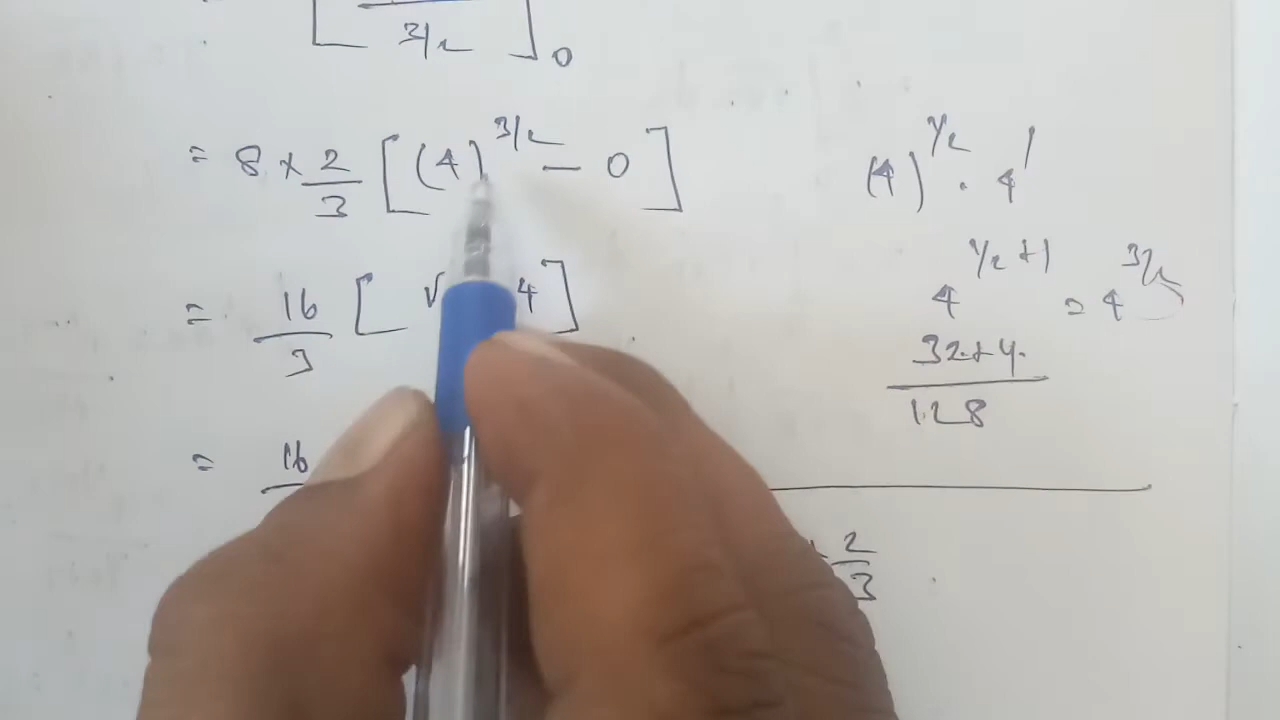 [ 3/2 ]₀
= 8 × 2/3 [ (4)^3/2 − 0 ]
= 16/3 [ √ 4 ]
= 16
(4)^1/2 . 4^1
4^1/2+1 = 4^3/2
32+4
128
2/3